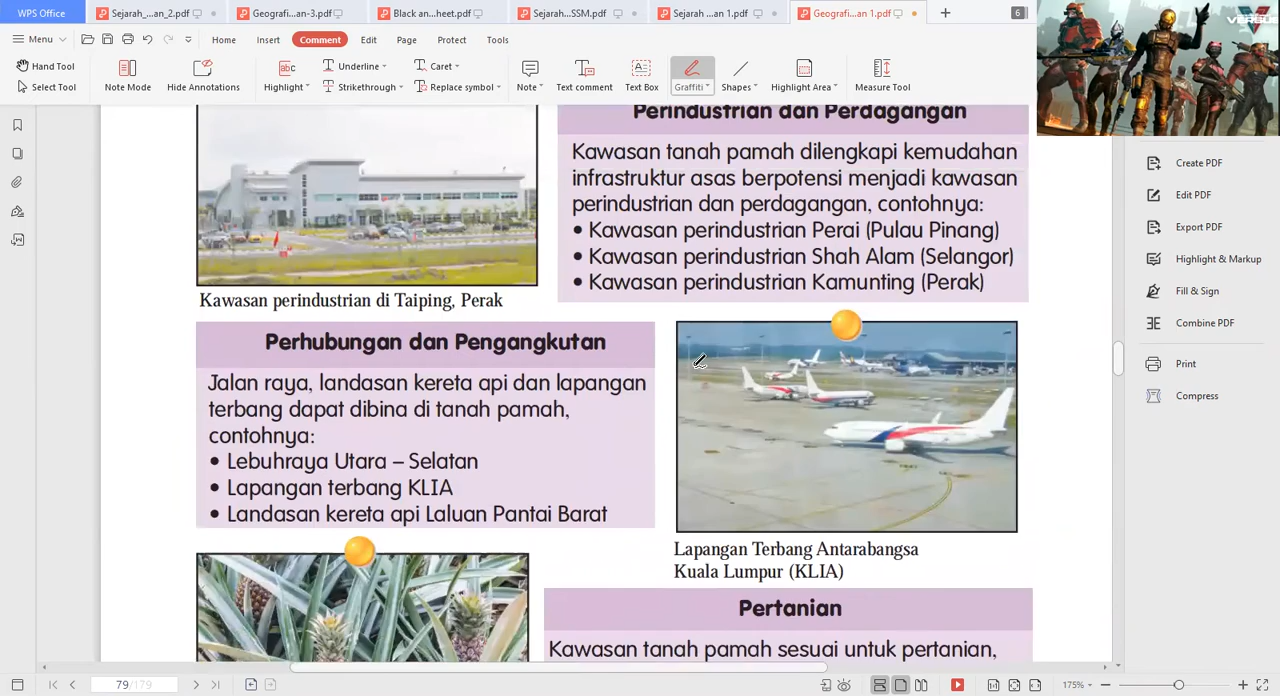 WPS Office
Sejarah_...an_2.pdf
Geografi...an-3.pdf
Black an...heet.pdf
Sejarah...SSM.pdf
Sejarah ...an 1.pdf
Geografi...an 1.pdf
6
Menu
Home
Insert
Comment
Edit
Page
Protect
Tools
Hand Tool
Select Tool
Note Mode
Hide Annotations
Highlight
Underline
Strikethrough
Caret
Replace symbol
Note
Text comment
Text Box
Graffiti
Shapes
Highlight Area
Measure Tool
Perindustrian dan Perdagangan
Kawasan tanah pamah dilengkapi kemudahan
infrastruktur asas berpotensi menjadi kawasan
perindustrian dan perdagangan, contohnya:
• Kawasan perindustrian Perai (Pulau Pinang)
• Kawasan perindustrian Shah Alam (Selangor)
• Kawasan perindustrian Kamunting (Perak)
Kawasan perindustrian di Taiping, Perak
Perhubungan dan Pengangkutan
Jalan raya, landasan kereta api dan lapangan
terbang dapat dibina di tanah pamah,
contohnya:
• Lebuhraya Utara – Selatan
• Lapangan terbang KLIA
• Landasan kereta api Laluan Pantai Barat
Lapangan Terbang Antarabangsa
Kuala Lumpur (KLIA)
Pertanian
Kawasan tanah pamah sesuai untuk pertanian,
Create PDF
Edit PDF
Export PDF
Highlight & Markup
Fill & Sign
Combine PDF
Print
Compress
79/179
175%